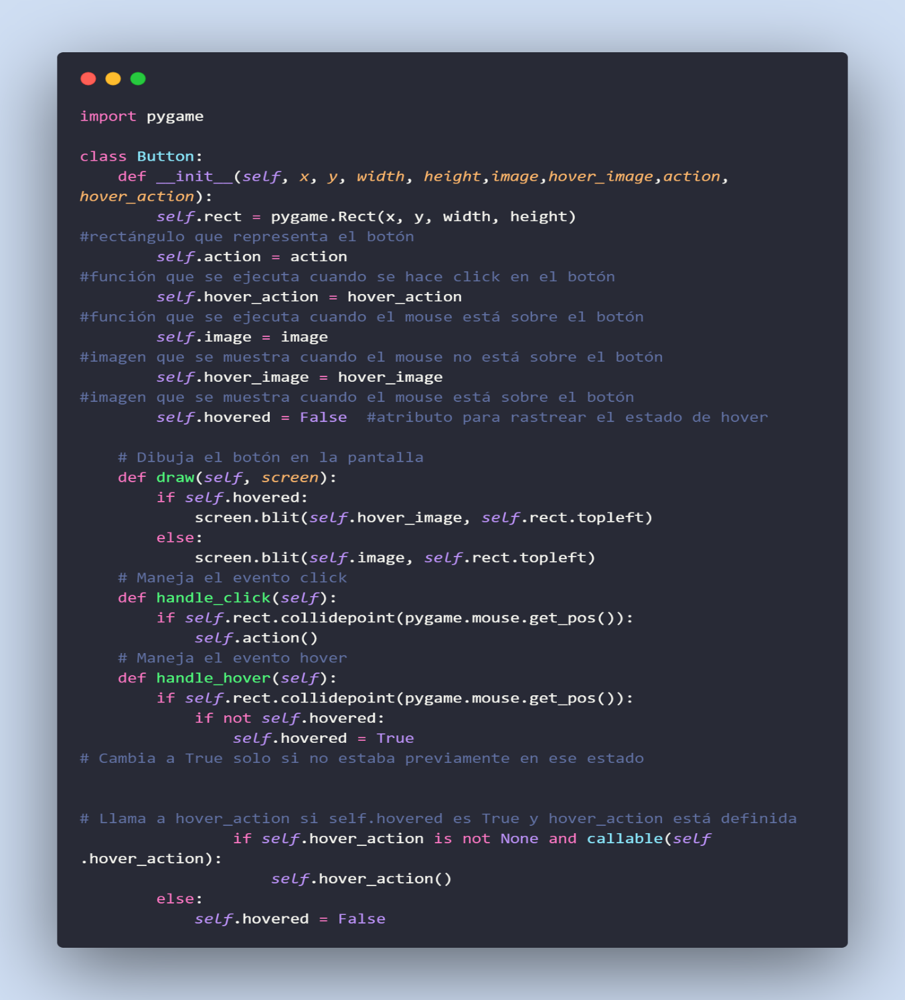 import pygame

class Button:
    def __init__(self, x, y, width, height,image,hover_image,action,
hover_action):
        self.rect = pygame.Rect(x, y, width, height)
#rectángulo que representa el botón
        self.action = action
#función que se ejecuta cuando se hace click en el botón
        self.hover_action = hover_action
#función que se ejecuta cuando el mouse está sobre el botón
        self.image = image
#imagen que se muestra cuando el mouse no está sobre el botón
        self.hover_image = hover_image
#imagen que se muestra cuando el mouse está sobre el botón
        self.hovered = False  #atributo para rastrear el estado de hover

    # Dibuja el botón en la pantalla
    def draw(self, screen):
        if self.hovered:
            screen.blit(self.hover_image, self.rect.topleft)
        else:
            screen.blit(self.image, self.rect.topleft)
    # Maneja el evento click
    def handle_click(self):
        if self.rect.collidepoint(pygame.mouse.get_pos()):
            self.action()
    # Maneja el evento hover
    def handle_hover(self):
        if self.rect.collidepoint(pygame.mouse.get_pos()):
            if not self.hovered:
                self.hovered = True
# Cambia a True solo si no estaba previamente en ese estado


# Llama a hover_action si self.hovered es True y hover_action está definida
                if self.hover_action is not None and callable(self
.hover_action):
                    self.hover_action()
        else:
            self.hovered = False